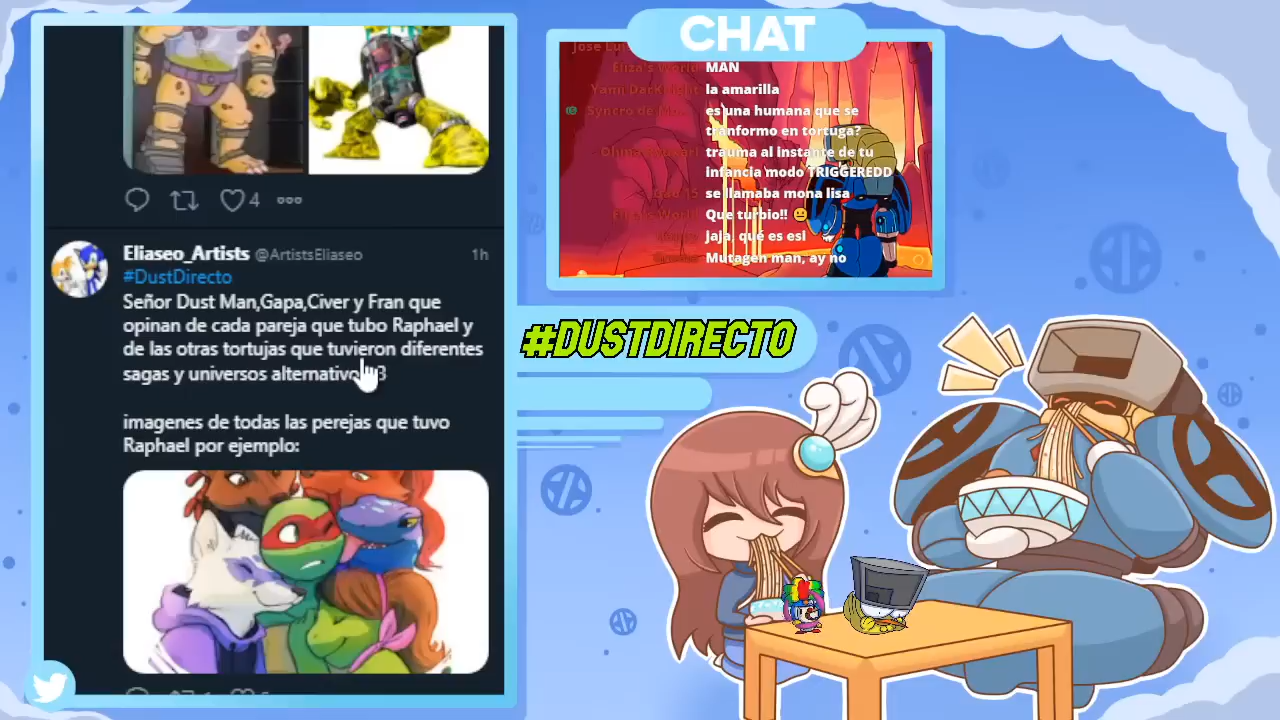 4
Eliaseo_Artists @ArtistsEliaseo 1h
#DustDirecto
Señor Dust Man,Gapa,Civer y Fran que
opinan de cada pareja que tubo Raphael y
de las otras tortujas que tuvieron diferentes
sagas y universos alternativo
imagenes de todas las perejas que tuvo
Raphael por ejemplo:
CHAT
Eliza's World MAN
la amarilla
es una humana que se
tranformo en tortuga?
trauma al instante de tu
infancia modo TRIGGEREDD
se llamaba mona lisa
Que turbio!!
Jaja, qué es esl
Mutagen man, ay no
#DUSTDIRECTO